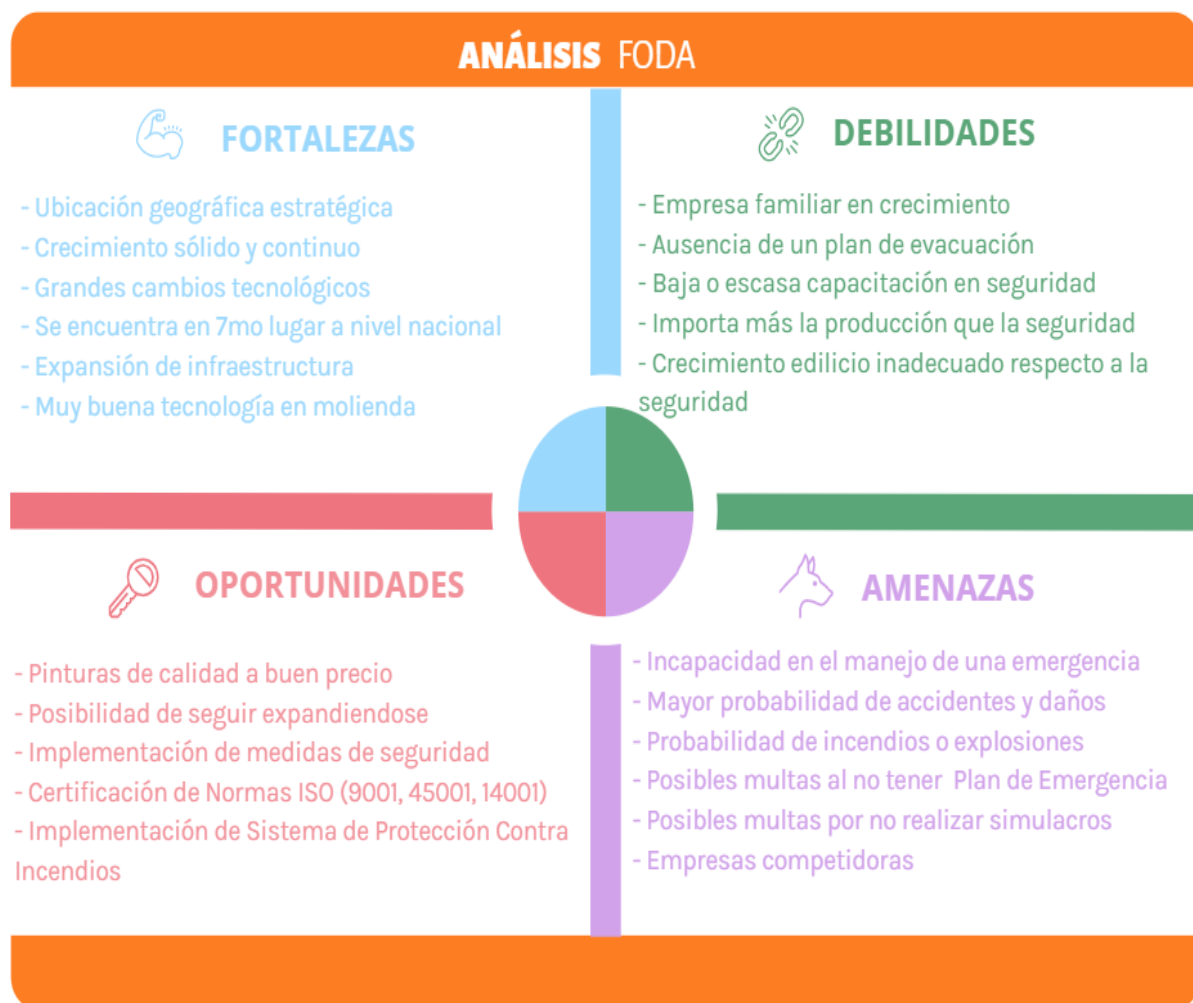 ANÁLISIS FODA
FORTALEZAS
- Ubicación geográfica estratégica
- Crecimiento sólido y continuo
- Grandes cambios tecnológicos
- Se encuentra en 7mo lugar a nivel nacional
- Expansión de infraestructura
- Muy buena tecnología en molienda
DEBILIDADES
- Empresa familiar en crecimiento
- Ausencia de un plan de evacuación
- Baja o escasa capacitación en seguridad
- Importa más la producción que la seguridad
- Crecimiento edilicio inadecuado respecto a la
seguridad
OPORTUNIDADES
- Pinturas de calidad a buen precio
- Posibilidad de seguir expandiendose
- Implementación de medidas de seguridad
- Certificación de Normas ISO (9001, 45001, 14001)
- Implementación de Sistema de Protección Contra
Incendios
AMENAZAS
- Incapacidad en el manejo de una emergencia
- Mayor probabilidad de accidentes y daños
- Probabilidad de incendios o explosiones
- Posibles multas al no tener Plan de Emergencia
- Posibles multas por no realizar simulacros
- Empresas competidoras